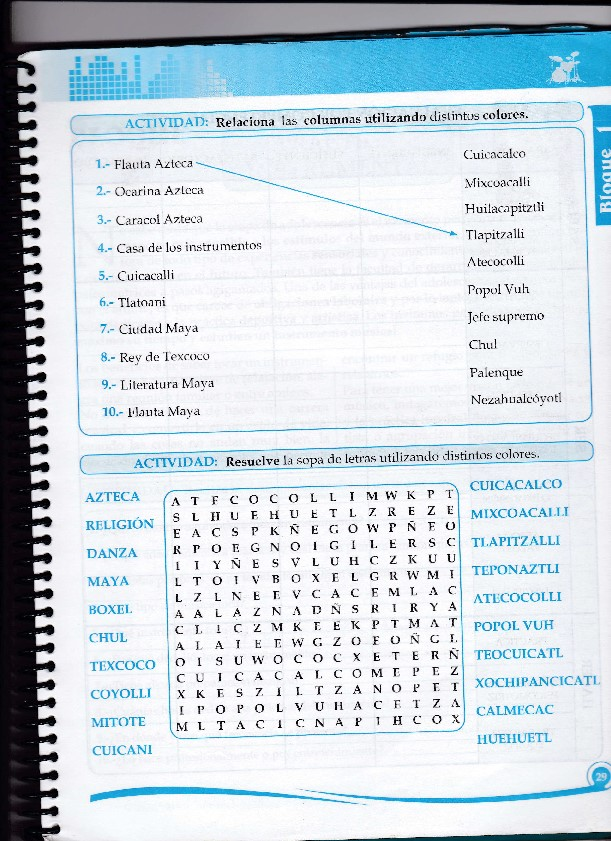 ACTIVIDAD: Relaciona las columnas utilizando distintos colores.
Bloque 1
1.- Flauta Azteca
2.- Ocarina Azteca
3.- Caracol Azteca
4.- Casa de los instrumentos
5.- Cuicacalli
6.- Tlatoani
7.- Ciudad Maya
8.- Rey de Texcoco
9.- Literatura Maya
10.- Flauta Maya
Cuicacalco
Mixcoacalli
Huilacapitztli
Tlapitzalli
Atecocolli
Popol Vuh
Jefe supremo
Chul
Palenque
Nezahualcóyotl
ACTIVIDAD: Resuelve la sopa de letras utilizando distintos colores.
AZTECA
RELIGIÓN
DANZA
MAYA
BOXEL
CHUL
TEXCOCO
COYOLLI
MITOTE
CUICANI
A T F C O C O L L I M W K P T
S L H U E H U E T L Z R E Z E
E A C S P K Ñ E G O W P Ñ E O
R P O E G N O I G I L E R S C
I I Y Ñ E S V L U H C Z K U U
L T O I V B O X E L G R W M I
L Z L N E E V C A C E M L A C
A A L A Z N A D Ñ S R I R Y A
C L I C Z M K E E K P T M A T
A L A I E E W G Z O F O Ñ G L
O I S U W O C O C X E T E R Ñ
C U I C A C A L C O M E P E Z
X K E S Z I L T Z A N O P E T
I P O P O L V U H A C E T Z A
M L T A C I C N A P I H C O X
CUICACALCO
MIXCOACALLI
TLAPITZALLI
TEPONAZTLI
ATECOCOLLI
POPOL VUH
TEOCUICATL
XOCHIPANCICATL
CALMECAC
HUEHUETL
29